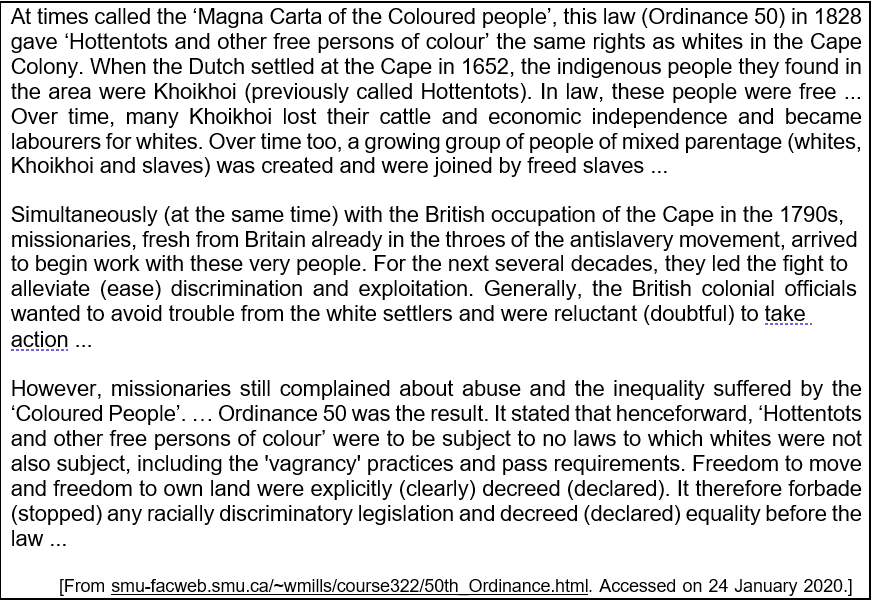 At times called the ‘Magna Carta of the Coloured people’, this law (Ordinance 50) in 1828
gave ‘Hottentots and other free persons of colour’ the same rights as whites in the Cape
Colony. When the Dutch settled at the Cape in 1652, the indigenous people they found in
the area were Khoikhoi (previously called Hottentots). In law, these people were free ...
Over time, many Khoikhoi lost their cattle and economic independence and became
labourers for whites. Over time too, a growing group of people of mixed parentage (whites,
Khoikhoi and slaves) was created and were joined by freed slaves ...
Simultaneously (at the same time) with the British occupation of the Cape in the 1790s,
missionaries, fresh from Britain already in the throes of the antislavery movement, arrived
to begin work with these very people. For the next several decades, they led the fight to
alleviate (ease) discrimination and exploitation. Generally, the British colonial officials
wanted to avoid trouble from the white settlers and were reluctant (doubtful) to take
action ...
However, missionaries still complained about abuse and the inequality suffered by the
‘Coloured People’. … Ordinance 50 was the result. It stated that henceforward, ‘Hottentots
and other free persons of colour’ were to be subject to no laws to which whites were not
also subject, including the 'vagrancy' practices and pass requirements. Freedom to move
and freedom to own land were explicitly (clearly) decreed (declared). It therefore forbade
(stopped) any racially discriminatory legislation and decreed (declared) equality before the
law ...
[From smu-facweb.smu.ca/~wmills/course322/50th_Ordinance.html. Accessed on 24 January 2020.]